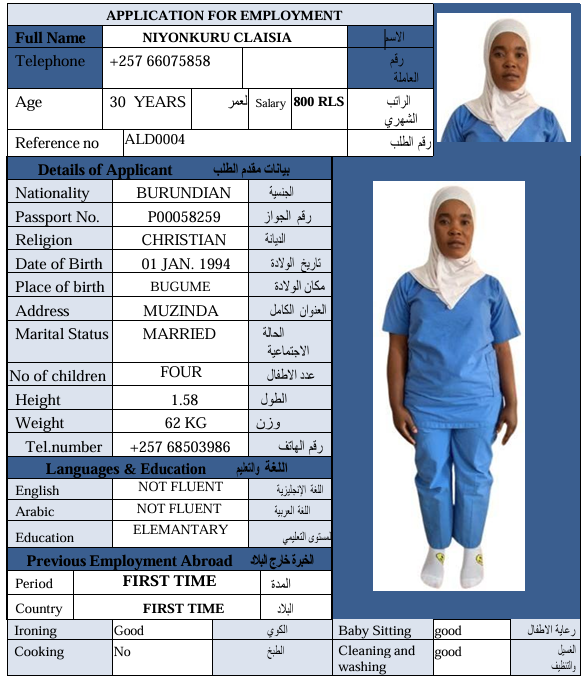 APPLICATION FOR EMPLOYMENT
Full Name NIYONKURU CLAISIA الاسم
Telephone +257 66075858 رقم
العاملة
Age 30 YEARS لعمر Salary 800 RLS الراتب
الشهري
Reference no ALD0004 رقم الطلب
Details of Applicant بيانات مقدم الطلب
Nationality BURUNDIAN الجنسية
Passport No. P00058259 رقم الجواز
Religion CHRISTIAN الديانة
Date of Birth 01 JAN. 1994 تاريخ الولادة
Place of birth BUGUME مكان الولادة
Address MUZINDA العنوان الكامل
Marital Status MARRIED الحالة
الاجتماعية
No of children FOUR عدد الاطفال
Height 1.58 الطول
Weight 62 KG وزن
Tel.number +257 68503986 رقم الهاتف
Languages & Education اللغة والتعليم
English NOT FLUENT اللغة الإنجليزية
Arabic NOT FLUENT اللغة العربية
Education ELEMANTARY لمستوى التعليمي
Previous Employment Abroad الخبرة خارج البلاد
Period FIRST TIME المدة
Country FIRST TIME البلاد
Ironing Good الكوي Baby Sitting good رعاية الاطفال
Cooking No الطبخ Cleaning and good الغسيل
washing والتنظيف